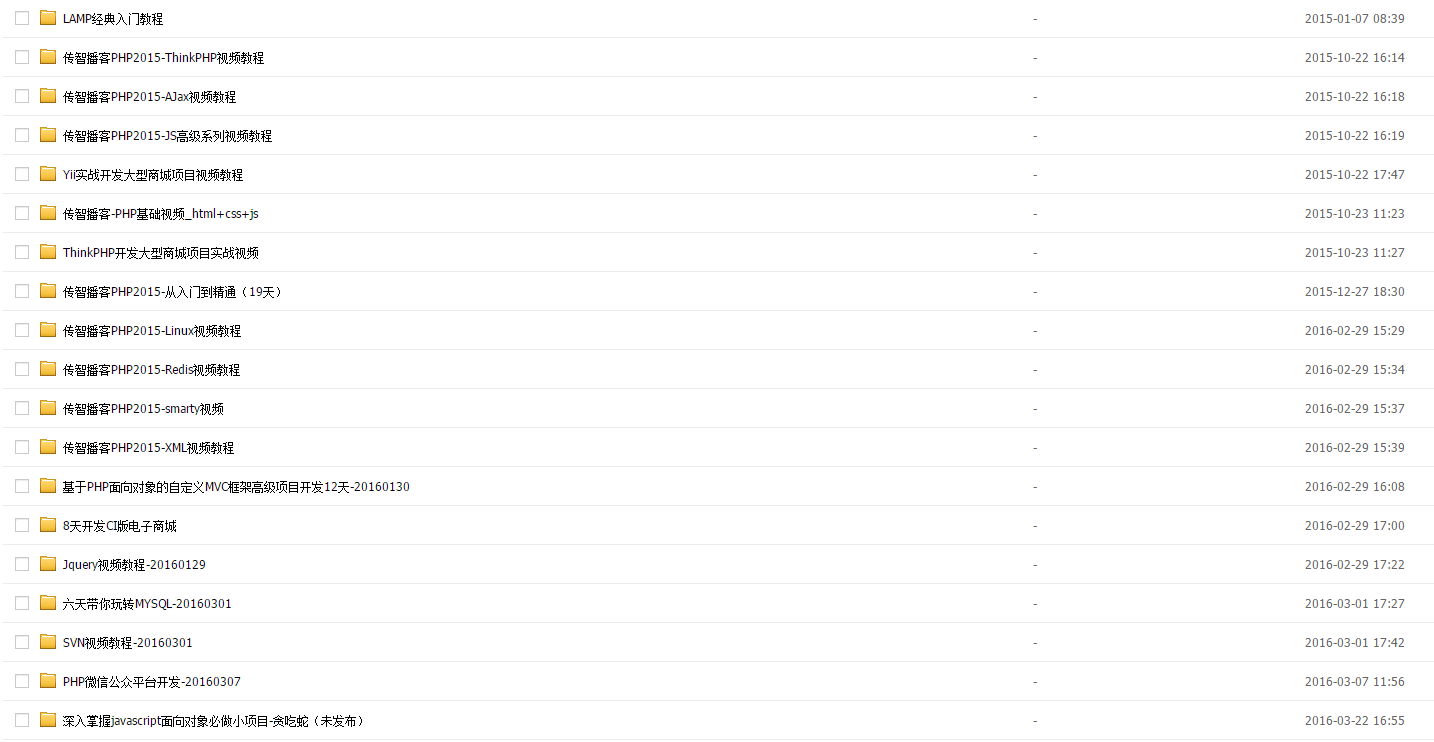 LAMP经典入门教程 - 2015-01-07 08:39
传智播客PHP2015-ThinkPHP视频教程 - 2015-10-22 16:14
传智播客PHP2015-AJax视频教程 - 2015-10-22 16:18
传智播客PHP2015-JS高级系列视频教程 - 2015-10-22 16:19
Yii实战开发大型商城项目视频教程 - 2015-10-22 17:47
传智播客-PHP基础视频_html+css+js - 2015-10-23 11:23
ThinkPHP开发大型商城项目实战视频 - 2015-10-23 11:27
传智播客PHP2015-从入门到精通（19天） - 2015-12-27 18:30
传智播客PHP2015-Linux视频教程 - 2016-02-29 15:29
传智播客PHP2015-Redis视频教程 - 2016-02-29 15:34
传智播客PHP2015-smarty视频 - 2016-02-29 15:37
传智播客PHP2015-XML视频教程 - 2016-02-29 15:39
基于PHP面向对象的自定义MVC框架高级项目开发12天-20160130 - 2016-02-29 16:08
8天开发CI版电子商城 - 2016-02-29 17:00
Jquery视频教程-20160129 - 2016-02-29 17:22
六天带你玩转MYSQL-20160301 - 2016-03-01 17:27
SVN视频教程-20160301 - 2016-03-01 17:42
PHP微信公众平台开发-20160307 - 2016-03-07 11:56
深入掌握javascript面向对象必做小项目-贪吃蛇（未发布） - 2016-03-22 16:55